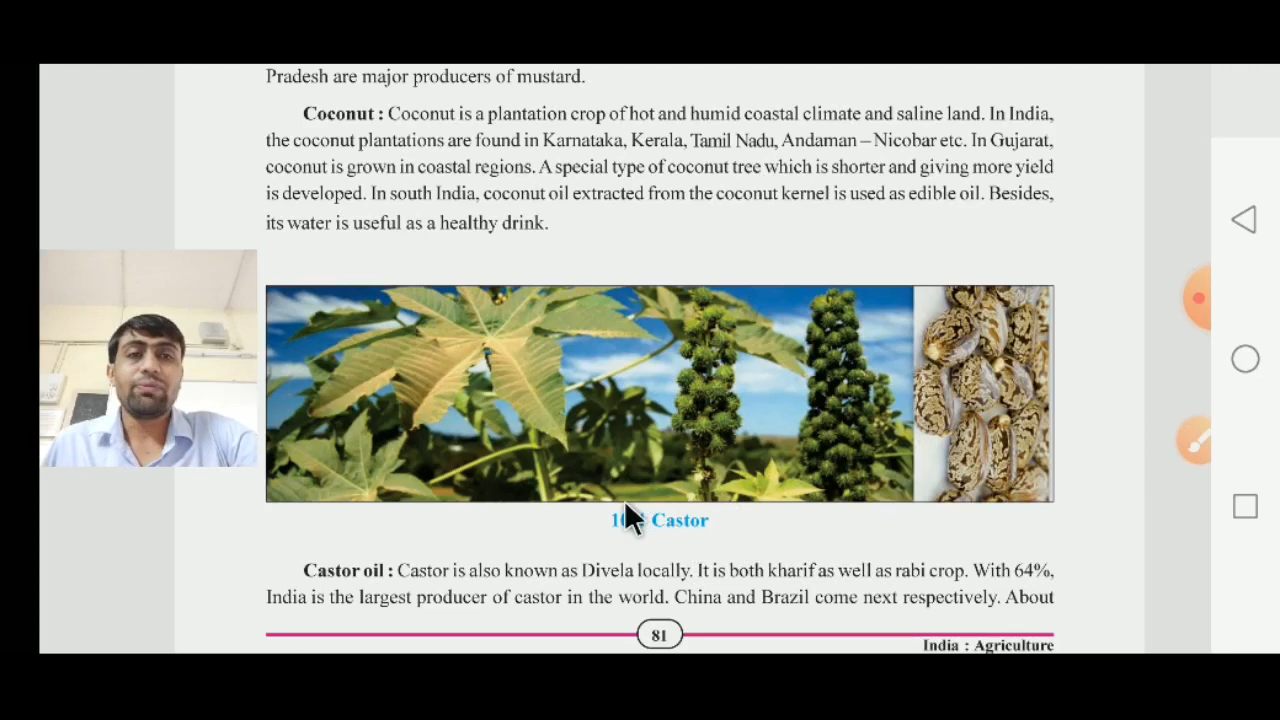 Pradesh are major producers of mustard.
Coconut : Coconut is a plantation crop of hot and humid coastal climate and saline land. In India,
the coconut plantations are found in Karnataka, Kerala, Tamil Nadu, Andaman – Nicobar etc. In Gujarat,
coconut is grown in coastal regions. A special type of coconut tree which is shorter and giving more yield
is developed. In south India, coconut oil extracted from the coconut kernel is used as edible oil. Besides,
its water is useful as a healthy drink.
Castor
Castor oil : Castor is also known as Divela locally. It is both kharif as well as rabi crop. With 64%,
India is the largest producer of castor in the world. China and Brazil come next respectively. About
81
India : Agriculture